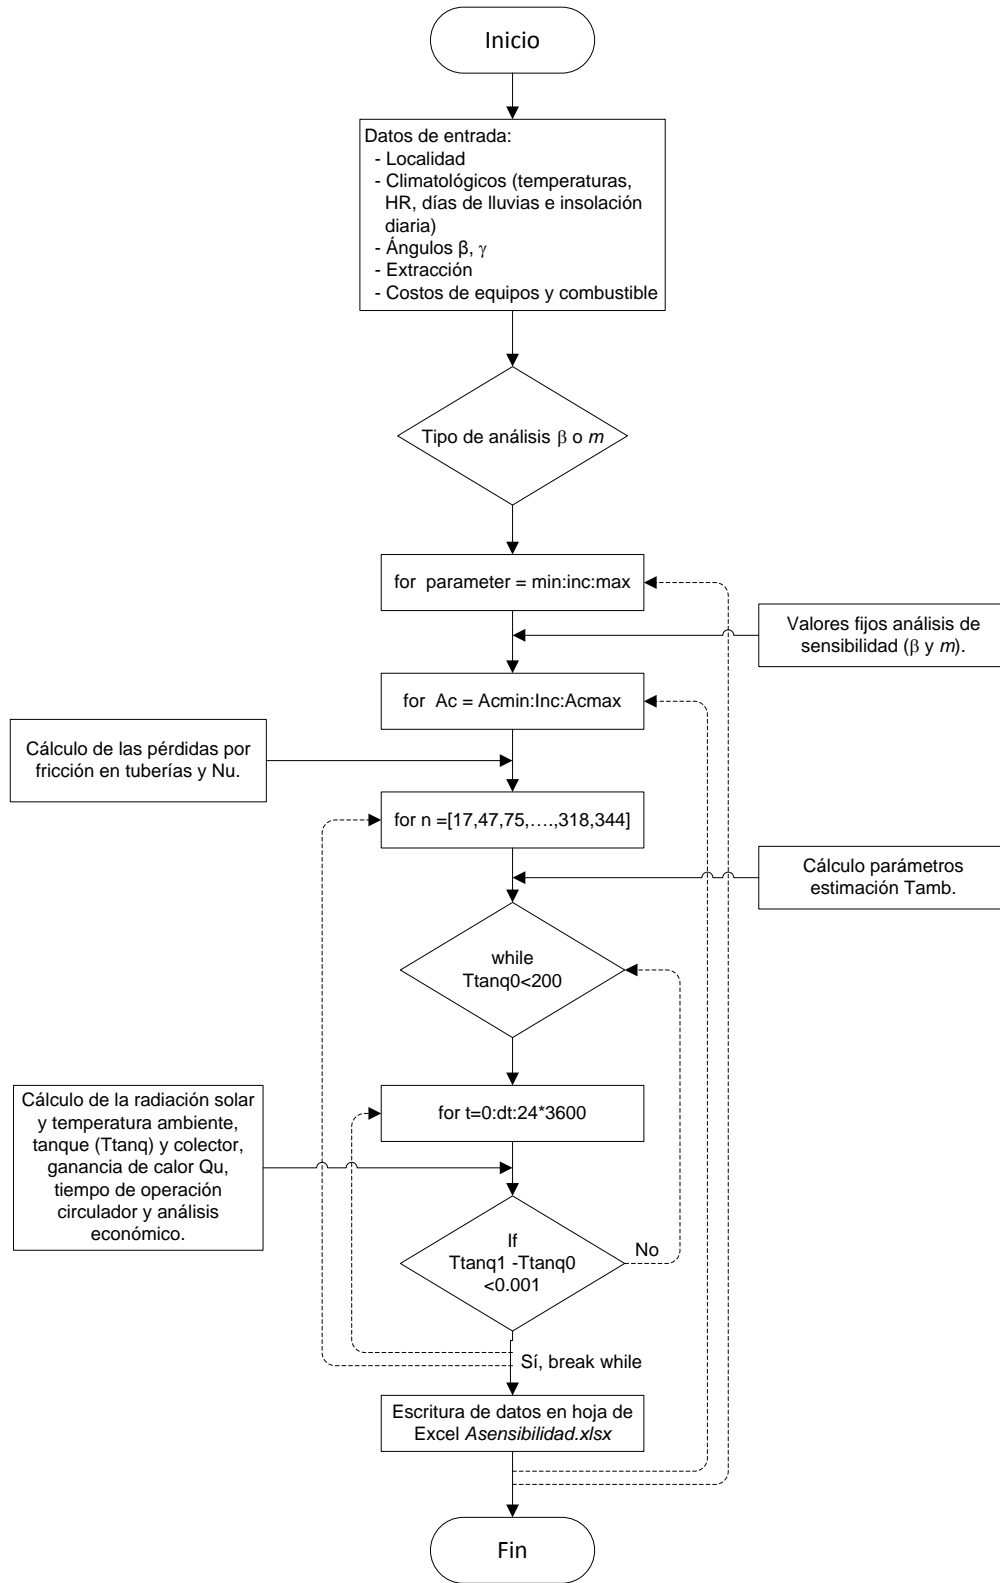 Inicio
Datos de entrada:
- Localidad
- Climatológicos (temperaturas,
HR, días de lluvias e insolación
diaria)
- Ángulos β, γ
- Extracción
- Costos de equipos y combustible
Tipo de análisis β o m
for parameter = min:inc:max
Valores fijos análisis de
sensibilidad (β y m).
for Ac = Acmin:Inc:Acmax
Cálculo de las pérdidas por
fricción en tuberías y Nu.
for n =[17,47,75,….,318,344]
Cálculo parámetros
estimación Tamb.
while
Ttanq0<200
for t=0:dt:24*3600
Cálculo de la radiación solar
y temperatura ambiente,
tanque (Ttanq) y colector,
ganancia de calor Qu,
tiempo de operación
circulador y análisis
económico.
If
Ttanq1 -Ttanq0
<0.001
No
Sí, break while
Escritura de datos en hoja de
Excel Asensibilidad.xlsx
Fin